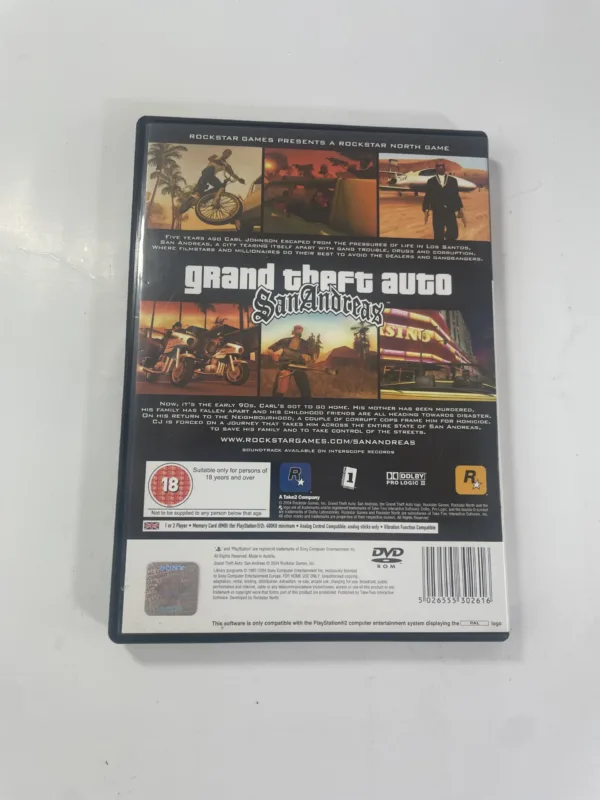 ROCKSTAR GAMES PRESENTS A ROCKSTAR NORTH GAME
FIVE YEARS AGO CARL JOHNSON ESCAPED FROM THE PRESSURES OF LIFE IN LOS SANTOS,
SAN ANDREAS, A CITY TEARING ITSELF APART WITH GANG TROUBLE, DRUGS AND CORRUPTION.
WHERE FILMSTARS AND MILLIONAIRES DO THEIR BEST TO AVOID THE DEALERS AND GANGBANGERS.
grand theft auto
San Andreas
SINO
NOW, IT'S THE EARLY 90S. CARL'S GOT TO GO HOME. HIS MOTHER HAS BEEN MURDERED,
HIS FAMILY HAS FALLEN APART AND HIS CHILDHOOD FRIENDS ARE ALL HEADING TOWARDS DISASTER.
ON HIS RETURN TO THE NEIGHBOURHOOD, A COUPLE OF CORRUPT COPS FRAME HIM FOR HOMICIDE.
CJ IS FORCED ON A JOURNEY THAT TAKES HIM ACROSS THE ENTIRE STATE OF SAN ANDREAS,
TO SAVE HIS FAMILY AND TO TAKE CONTROL OF THE STREETS.
WWW.ROCKSTARGAMES.COM/SANANDREAS
SOUNDTRACK AVAILABLE ON INTERSCOPE RECORDS
18
Suitable only for persons of
18 years and over
Not to be supplied to any person below that age
R
A Take2 Company
1
DOLBY
PRO LOGIC II
R
1 or 2 Player • Memory Card (8MB) (for PlayStation®2): 600KB minimum • Analog Control Compatible: analog sticks only • Vibration Function Compatible
SONY
DVD
ROM
5 026555 302616
This software is only compatible with the PlayStation®2 computer entertainment system displaying the PAL logo